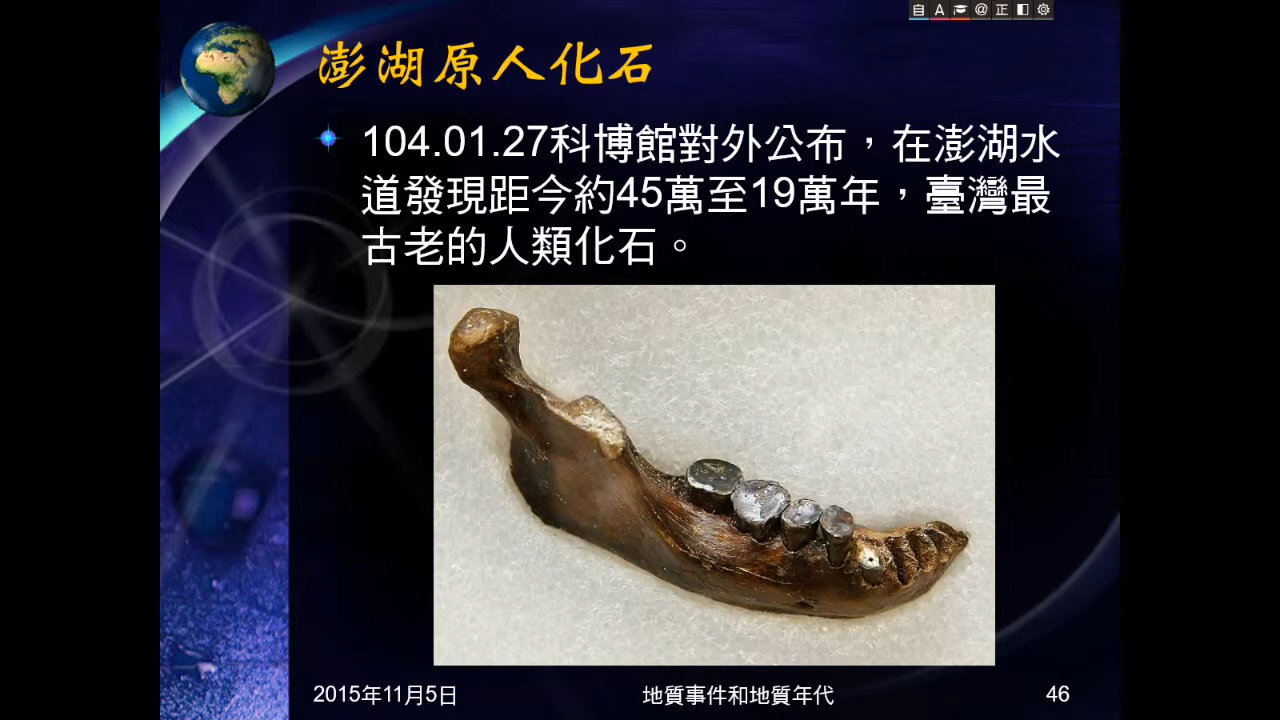 自 A @ 正
澎湖原人化石
104.01.27科博館對外公布，在澎湖水
道發現距今約45萬至19萬年，臺灣最
古老的人類化石。
2015年11月5日 地質事件和地質年代 46